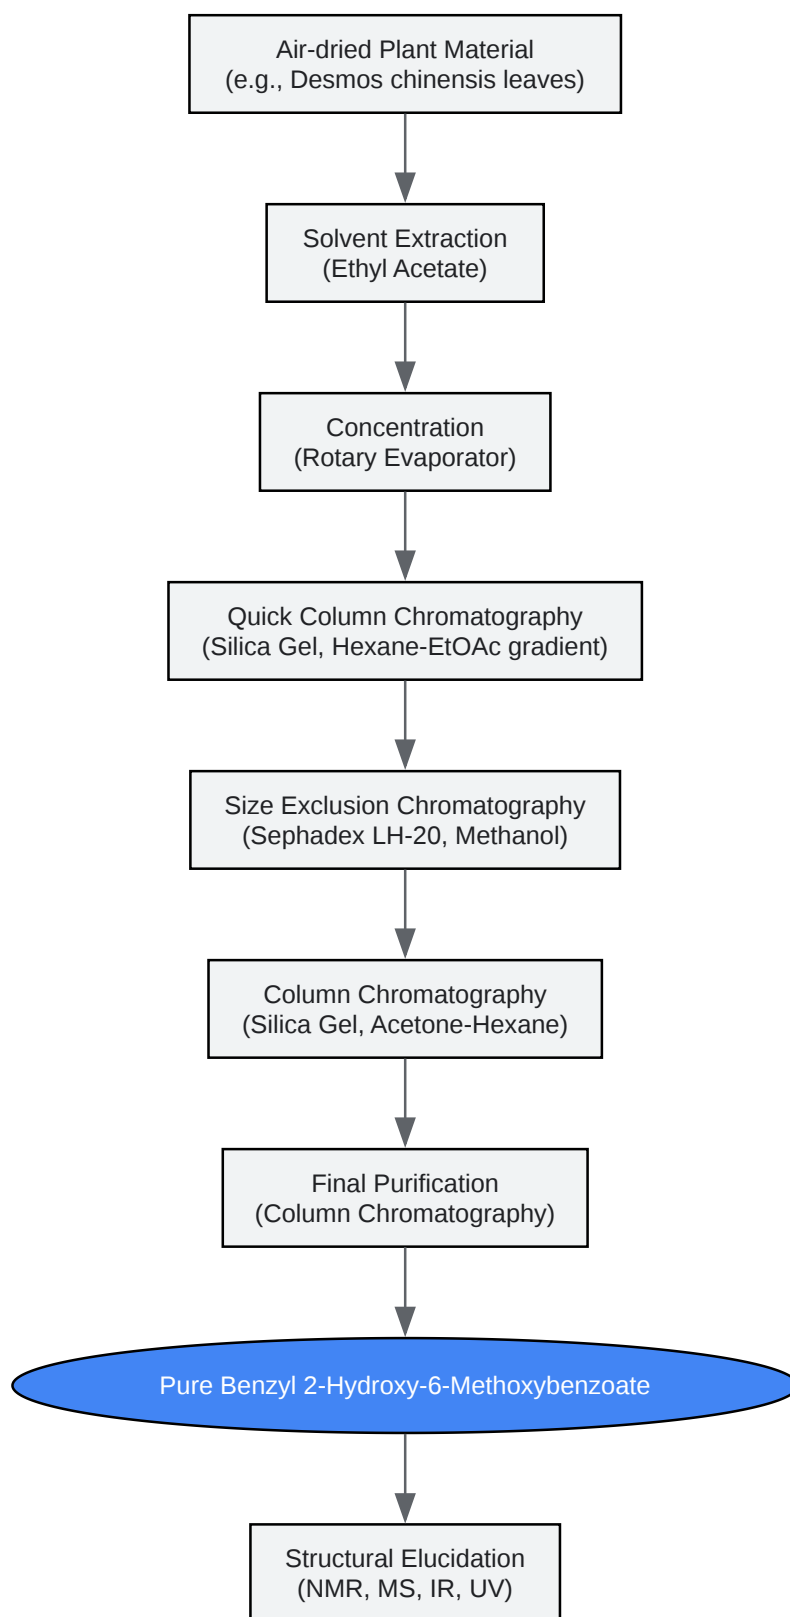 Air-dried Plant Material
(e.g., Desmos chinensis leaves)
Solvent Extraction
(Ethyl Acetate)
Concentration
(Rotary Evaporator)
Quick Column Chromatography
(Silica Gel, Hexane-EtOAc gradient)
Size Exclusion Chromatography
(Sephadex LH-20, Methanol)
Column Chromatography
(Silica Gel, Acetone-Hexane)
Final Purification
(Column Chromatography)
Pure Benzyl 2-Hydroxy-6-Methoxybenzoate
Structural Elucidation
(NMR, MS, IR, UV)